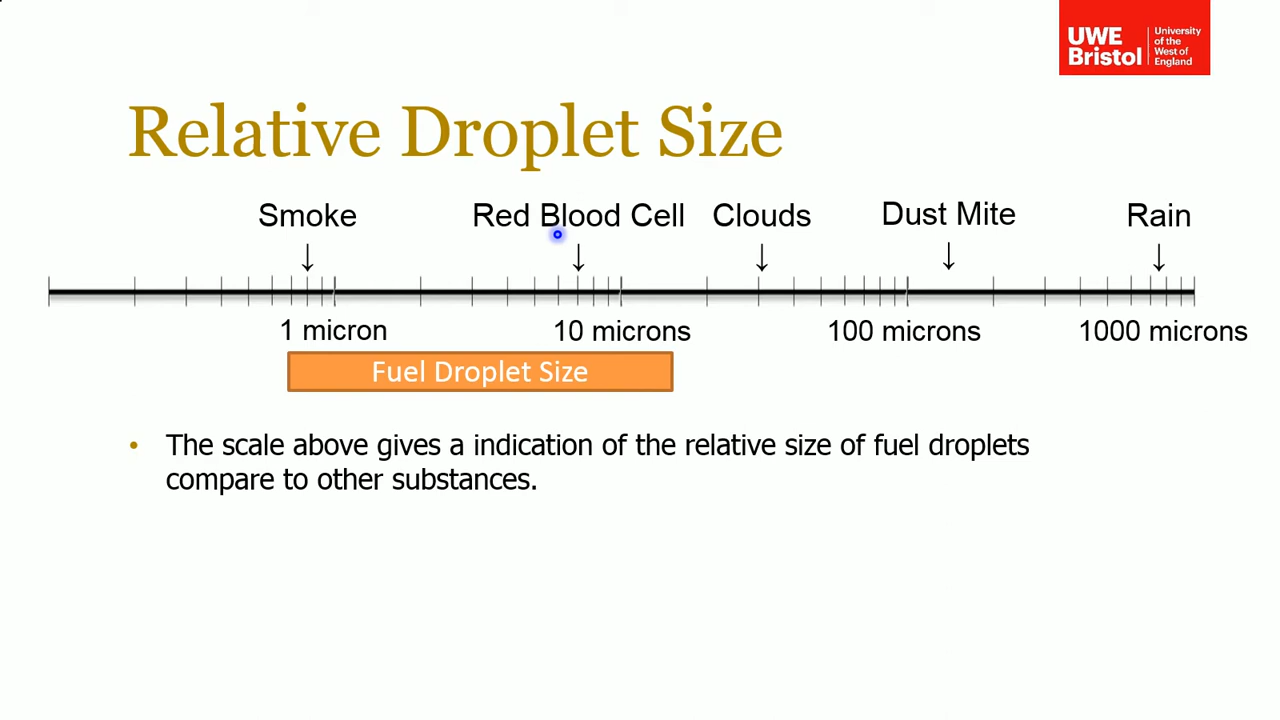 UWE
Bristol
University
of the
West of
England
Relative Droplet Size
Smoke
Red Blood Cell
Clouds
Dust Mite
Rain
1 micron
10 microns
100 microns
1000 microns
Fuel Droplet Size
• The scale above gives a indication of the relative size of fuel droplets
compare to other substances.